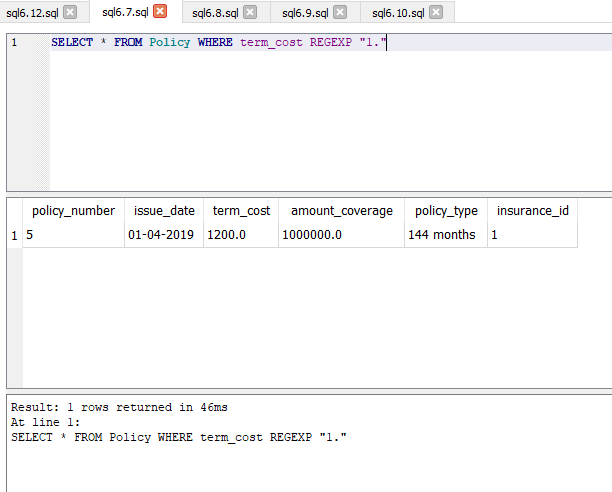 sql6.12.sql sql6.7.sql sql6.8.sql sql6.9.sql sql6.10.sql
1 SELECT * FROM Policy WHERE term_cost REGEXP "1."
policy_number issue_date term_cost amount_coverage policy_type insurance_id
1 5 01-04-2019 1200.0 1000000.0 144 months 1
Result: 1 rows returned in 46ms
At line 1:
SELECT * FROM Policy WHERE term_cost REGEXP "1."